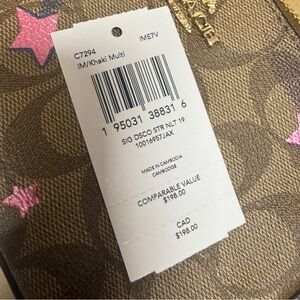 C7294
IME7V
IM/Khaki Multi
1 95031 38831 6
SIG DSCO STR NLT 19
10016957JAX
MADE IN CAMBODIA
CAMBODGE
COMPARABLE VALUE
$198.00
CAD
$198.00